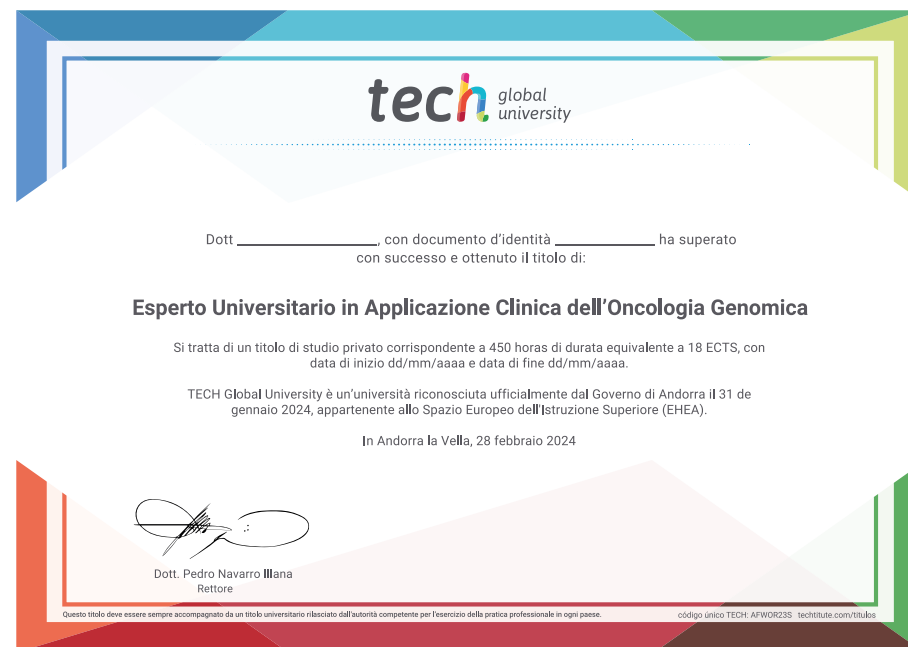 tech global university
Dott ____________, con documento d'identità ____________ ha superato
con successo e ottenuto il titolo di:
Esperto Universitario in Applicazione Clinica dell'Oncologia Genomica
Si tratta di un titolo di studio privato corrispondente a 450 horas di durata equivalente a 18 ECTS, con
data di inizio dd/mm/aaaa e data di fine dd/mm/aaaa.
TECH Global University è un'università riconosciuta ufficialmente dal Governo di Andorra il 31 de
gennaio 2024, appartenente allo Spazio Europeo dell'Istruzione Superiore (EHEA).
In Andorra la Vella, 28 febbraio 2024
Dott. Pedro Navarro Illana
Rettore
Questo titolo deve essere sempre accompagnato da un titolo universitario rilasciato dall'autorità competente per l'esercizio della pratica professionale in ogni paese.
código único TECH: AFWOR23S techtitute.com/titulos